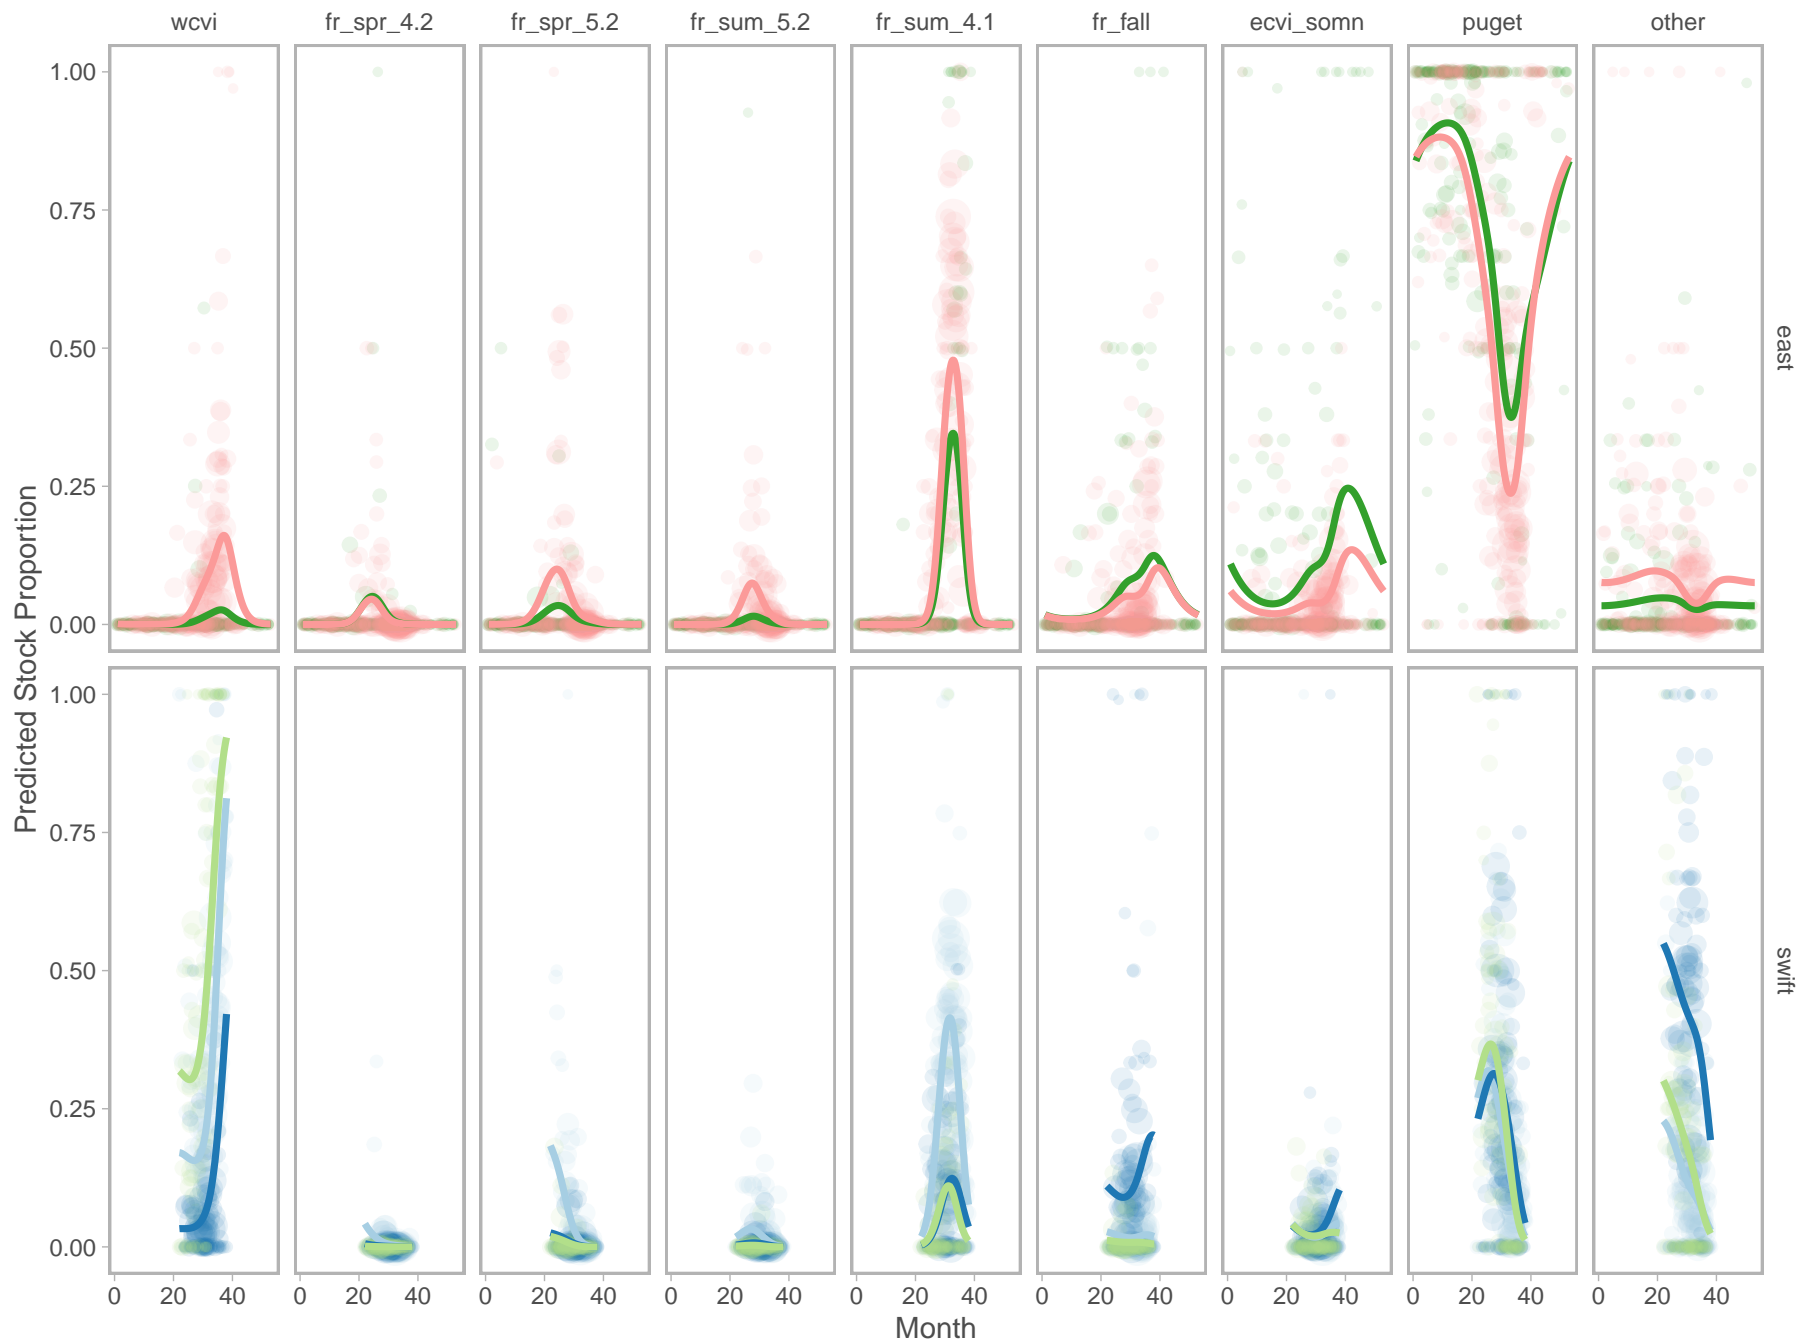 wcvi fr_spr_4.2 fr_spr_5.2 fr_sum_5.2 fr_sum_4.1 fr_fall ecvi_somn puget other
1.00
0.75
0.50
0.25
0.00
east
1.00
0.75
0.50
0.25
0.00
swift
Predicted Stock Proportion
0 20 40 0 20 40 0 20 40 0 20 40 0 20 40 0 20 40 0 20 40 0 20 40 0 20 40
Month